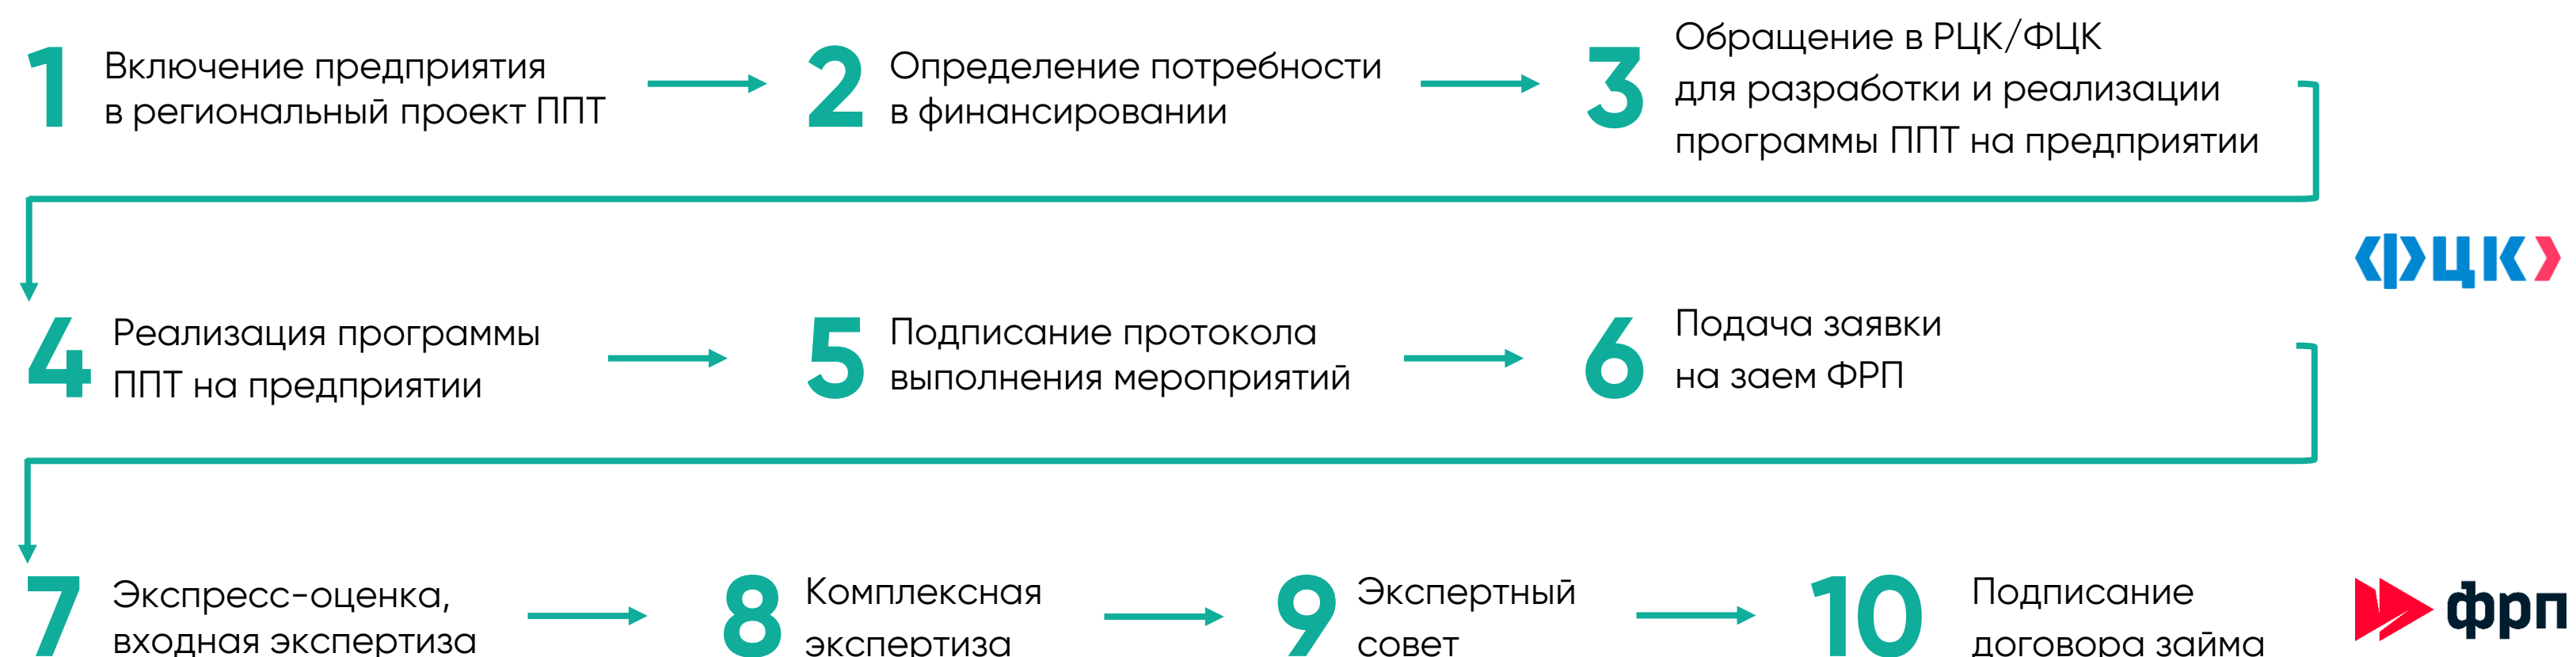 1
Включение предприятия
в региональный проект ППТ
2
Определение потребности
в финансировании
3
Обращение в РЦК/ФЦК
для разработки и реализации
программы ППТ на предприятии
ФЦК
4
Реализация программы
ППТ на предприятии
5
Подписание протокола
выполнения мероприятий
6
Подача заявки
на заем ФРП
7
Экспресс-оценка,
входная экспертиза
8
Комплексная
экспертиза
9
Экспертный
совет
10
Подписание
договора займа
фрп